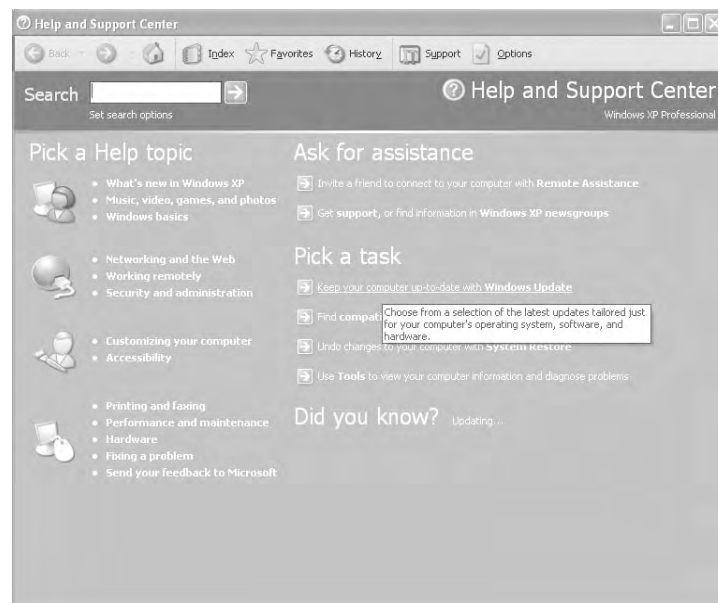 Help and Support Center
Back Index Favorites History Support Options
Search
Set search options
Help and Support Center
Windows XP Professional
Pick a Help topic
What's new in Windows XP
Music, video, games, and photos
Windows basics
Networking and the Web
Working remotely
Security and administration
Customizing your computer
Accessibility
Printing and faxing
Performance and maintenance
Hardware
Fixing a problem
Send your feedback to Microsoft
Ask for assistance
Invite a friend to connect to your computer with Remote Assistance
Get support, or find information in Windows XP newsgroups
Pick a task
Keep your computer up-to-date with Windows Update
Find
Choose from a selection of the latest updates tailored just
for your computer's operating system, software, and
hardware.
Undo changes to your computer with System Restore
Use Tools to view your computer information and diagnose problems
Did you know? Updating...